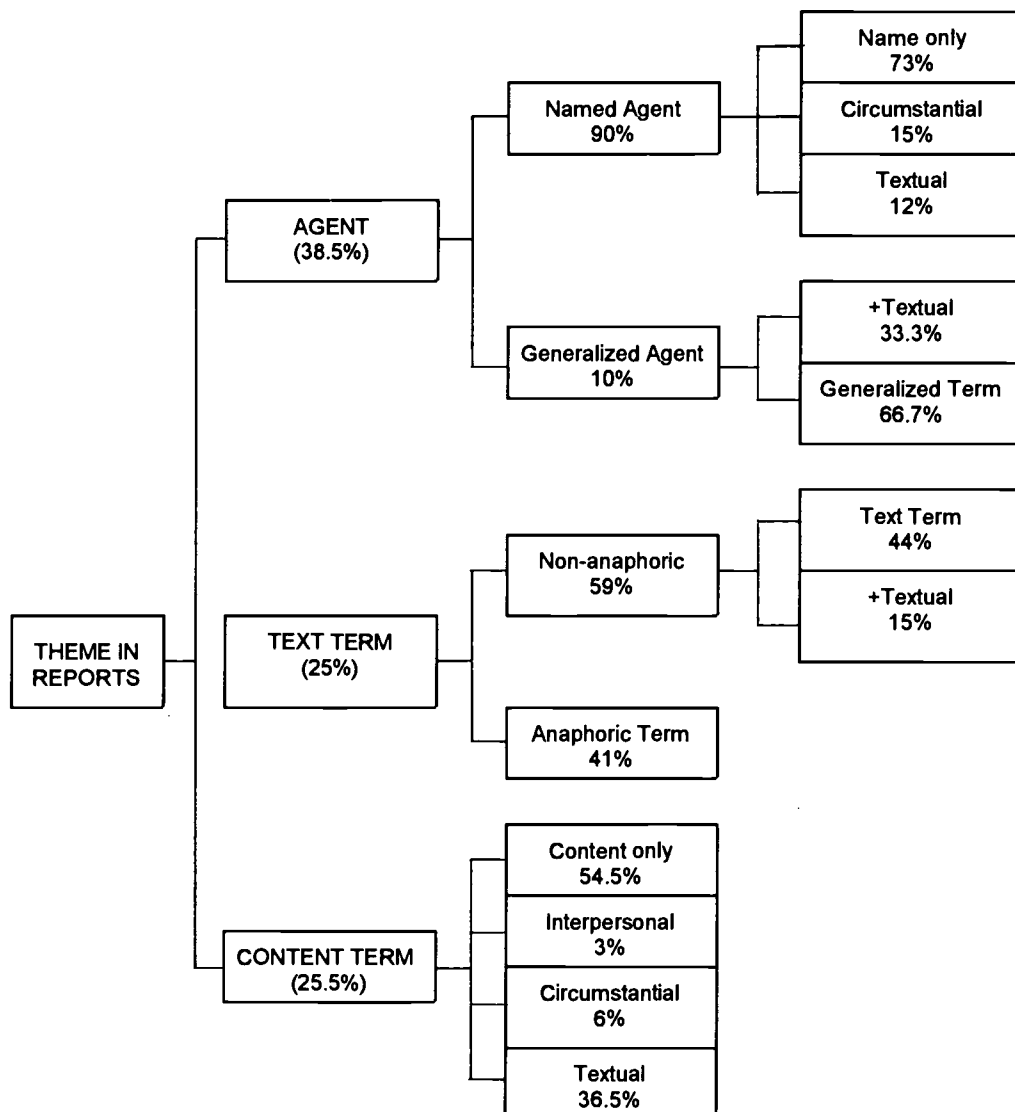 THEME IN
REPORTS
AGENT
(38.5%)
Named Agent
90%
Name only
73%
Circumstantial
15%
Textual
12%
Generalized Agent
10%
+Textual
33.3%
Generalized Term
66.7%
TEXT TERM
(25%)
Non-anaphoric
59%
Text Term
44%
+Textual
15%
Anaphoric Term
41%
CONTENT TERM
(25.5%)
Content only
54.5%
Interpersonal
3%
Circumstantial
6%
Textual
36.5%